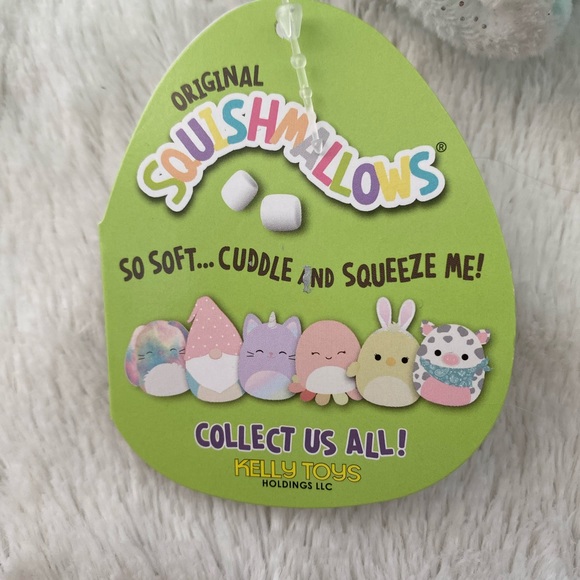 ORIGINAL
SQUISHMALLOWS®
SO SOFT... CUDDLE AND SQUEEZE ME!
COLLECT US ALL!
KELLY TOYS
HOLDINGS LLC